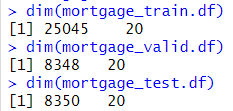 > dim(mortgage_train.df)
[1] 25045    20
> dim(mortgage_valid.df)
[1] 8348   20
> dim(mortgage_test.df)
[1] 8350   20